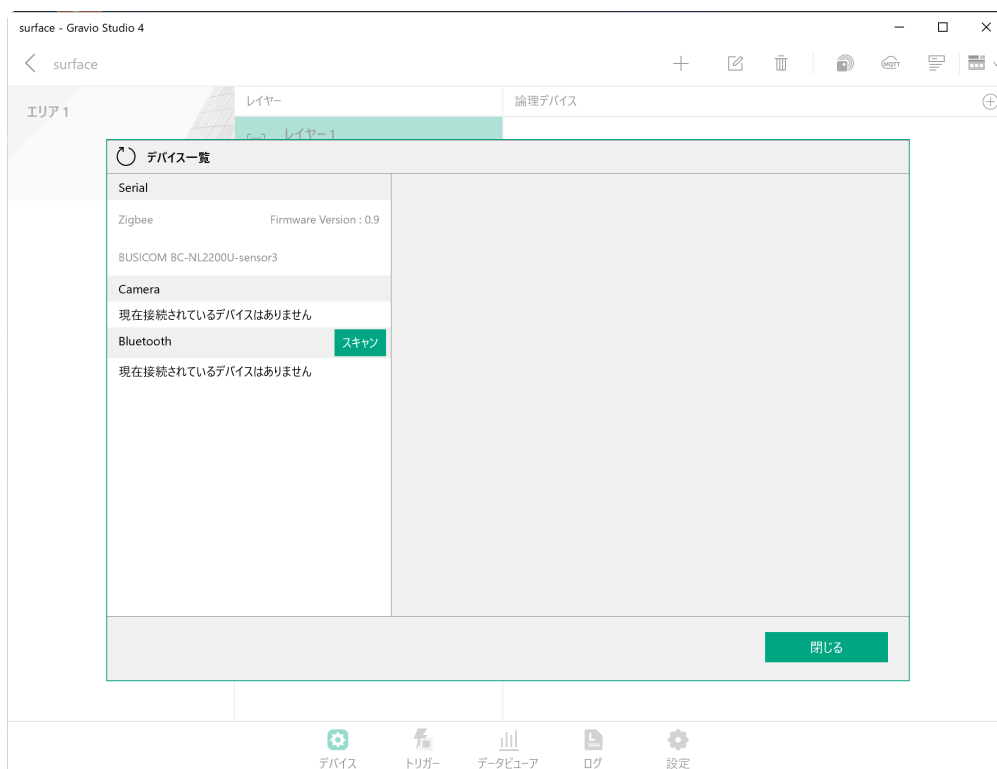 surface - Gravio Studio 4
surface
MQTT
エリア 1
レイヤー
論理デバイス
レイヤー 1
デバイス一覧
Serial
Zigbee Firmware Version : 0.9
BUSICOM BC-NL2200U-sensor3
Camera
現在接続されているデバイスはありません
Bluetooth スキャン
現在接続されているデバイスはありません
閉じる
デバイス トリガー データビューア ログ 設定